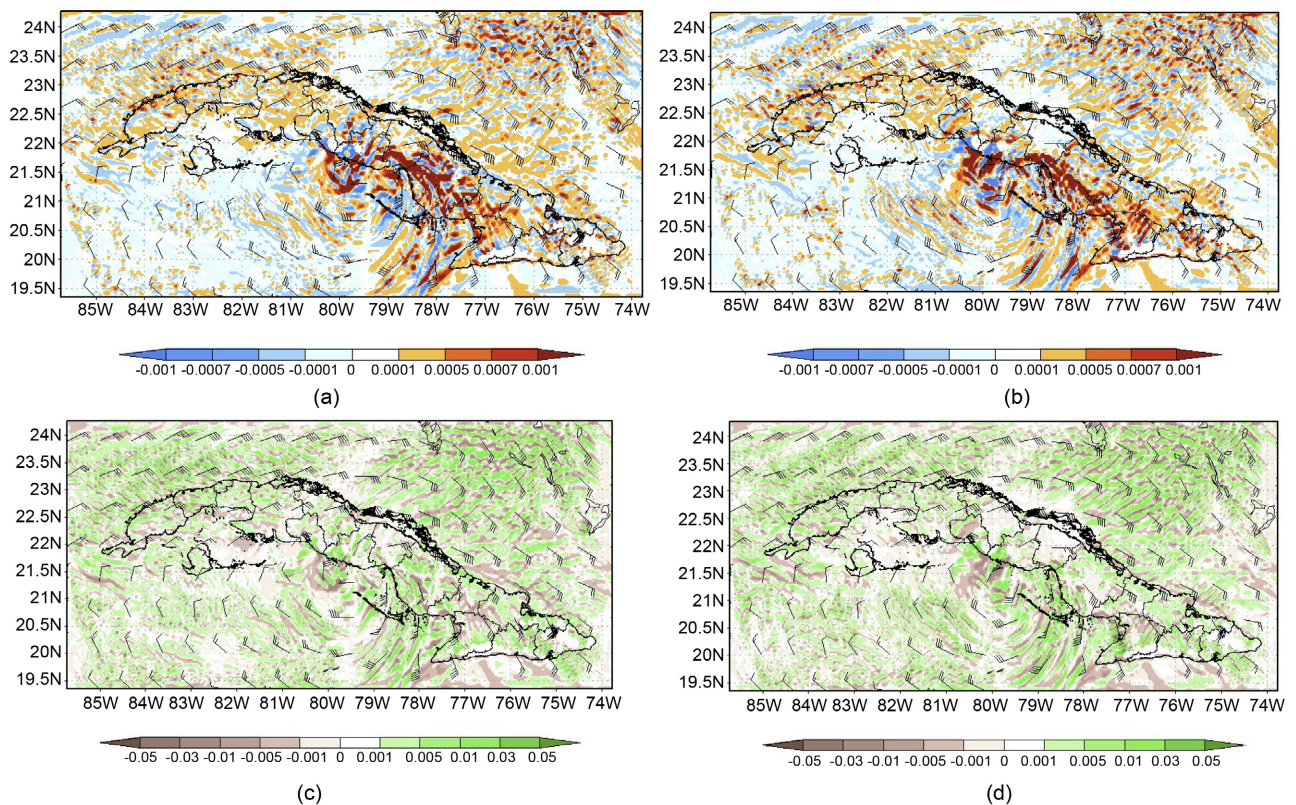 24N
23.5N
23N
22.5N
22N
21.5N
21N
20.5N
20N
19.5N
85W 84W 83W 82W 81W 80W 79W 78W 77W 76W 75W 74W
-0.001 -0.0007 -0.0005 -0.0001 0 0.0001 0.0005 0.0007 0.001
(a)
24N
23.5N
23N
22.5N
22N
21.5N
21N
20.5N
20N
19.5N
85W 84W 83W 82W 81W 80W 79W 78W 77W 76W 75W 74W
-0.001 -0.0007 -0.0005 -0.0001 0 0.0001 0.0005 0.0007 0.001
(b)
24N
23.5N
23N
22.5N
22N
21.5N
21N
20.5N
20N
19.5N
85W 84W 83W 82W 81W 80W 79W 78W 77W 76W 75W 74W
-0.05 -0.03 -0.01 -0.005 -0.001 0 0.001 0.005 0.01 0.03 0.05
(c)
24N
23.5N
23N
22.5N
22N
21.5N
21N
20.5N
20N
19.5N
85W 84W 83W 82W 81W 80W 79W 78W 77W 76W 75W 74W
-0.05 -0.03 -0.01 -0.005 -0.001 0 0.001 0.005 0.01 0.03 0.05
(d)